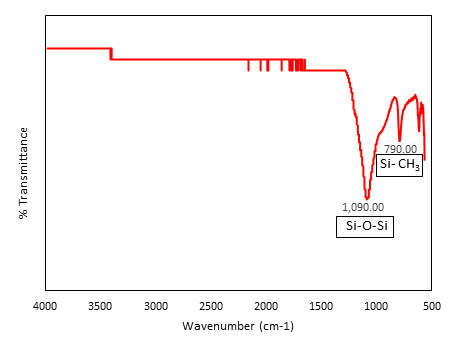 % Transmittance
790.00
Si- CH₃
1,090.00
Si-O-Si
4000 3500 3000 2500 2000 1500 1000 500
Wavenumber (cm-1)